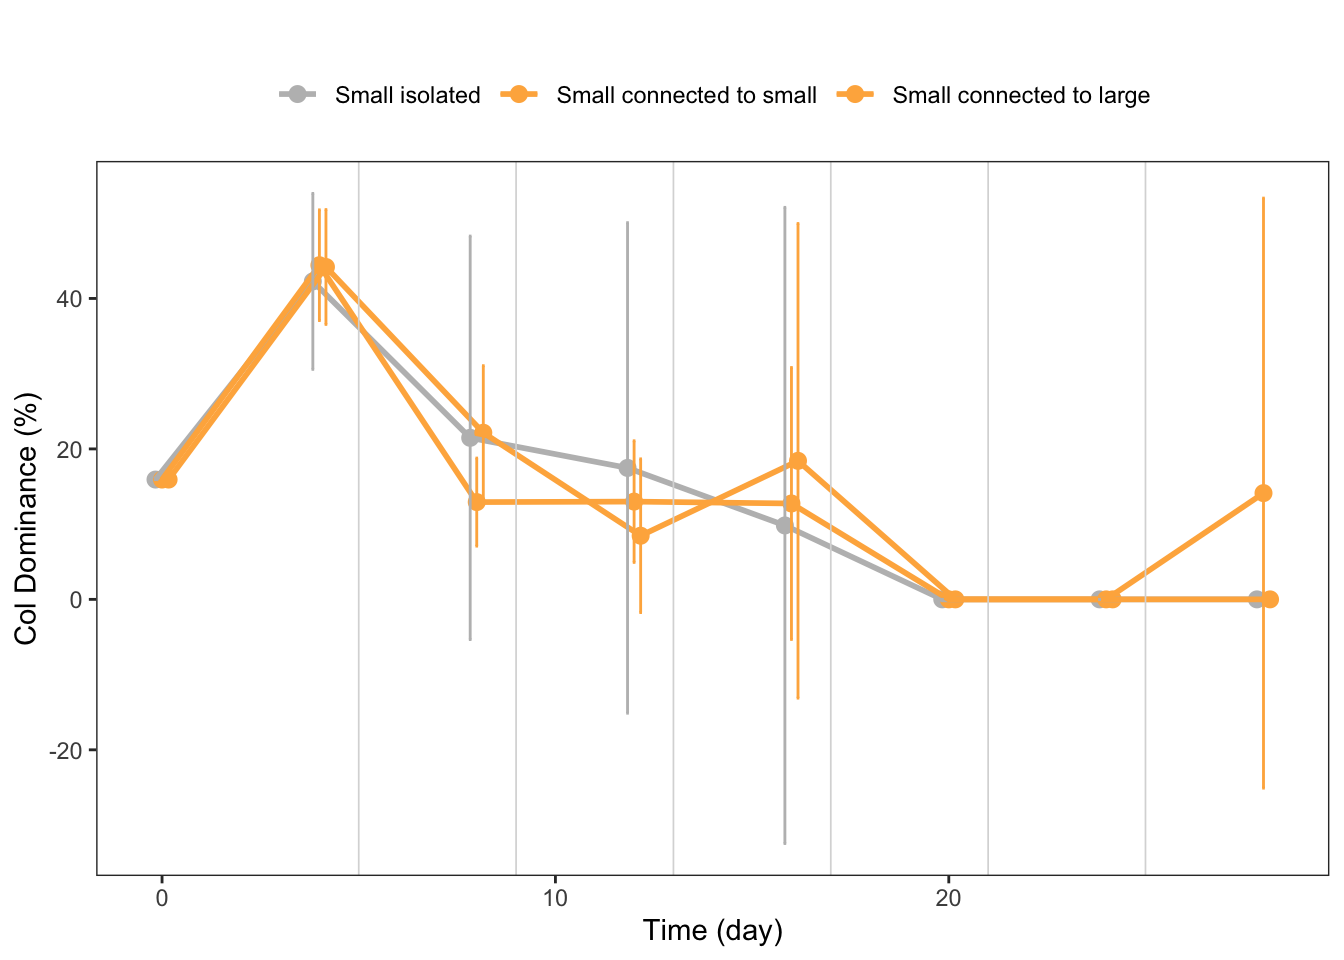 Small isolated Small connected to small Small connected to large
Col Dominance (%)
40
20
0
-20
0 10 20
Time (day)